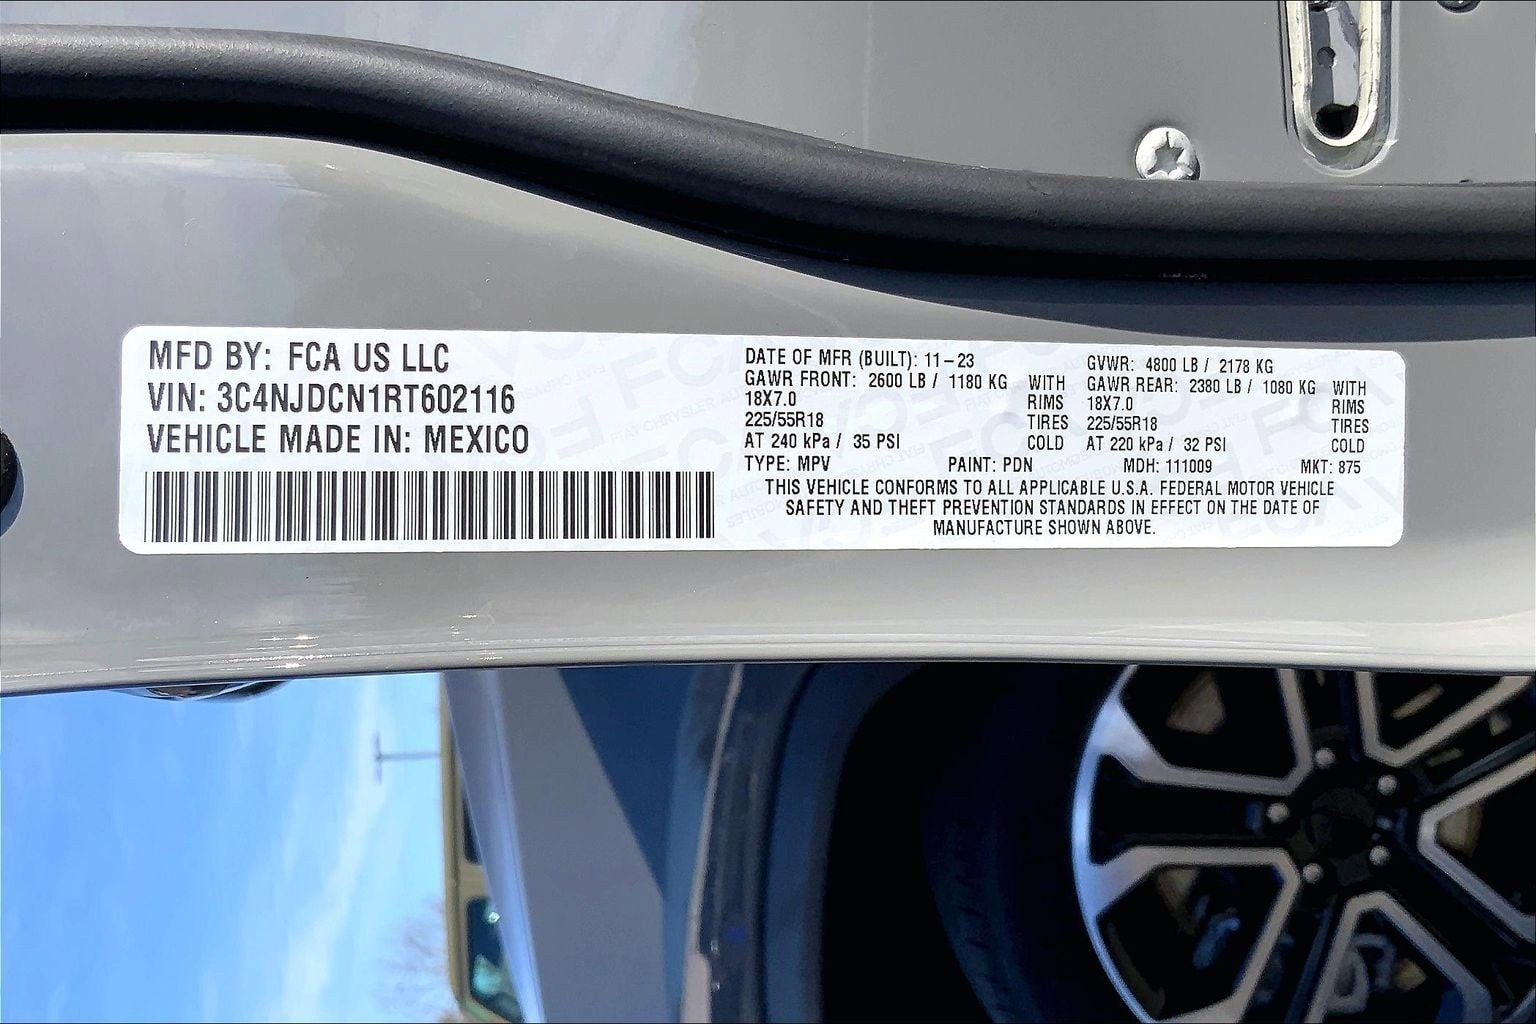 MFD BY: FCA US LLC
VIN: 3C4NJDCN1RT602116
VEHICLE MADE IN: MEXICO
DATE OF MFR (BUILT): 11-23 GVWR: 4800 LB / 2178 KG
GAWR FRONT: 2600 LB / 1180 KG WITH GAWR REAR: 2380 LB / 1080 KG WITH
18X7.0 RIMS 18X7.0 RIMS
225/55R18 TIRES 225/55R18 TIRES
AT 240 kPa / 35 PSI COLD AT 220 kPa / 32 PSI COLD
TYPE: MPV PAINT: PDN MDH: 111009 MKT: 875
THIS VEHICLE CONFORMS TO ALL APPLICABLE U.S.A. FEDERAL MOTOR VEHICLE
SAFETY AND THEFT PREVENTION STANDARDS IN EFFECT ON THE DATE OF
MANUFACTURE SHOWN ABOVE.